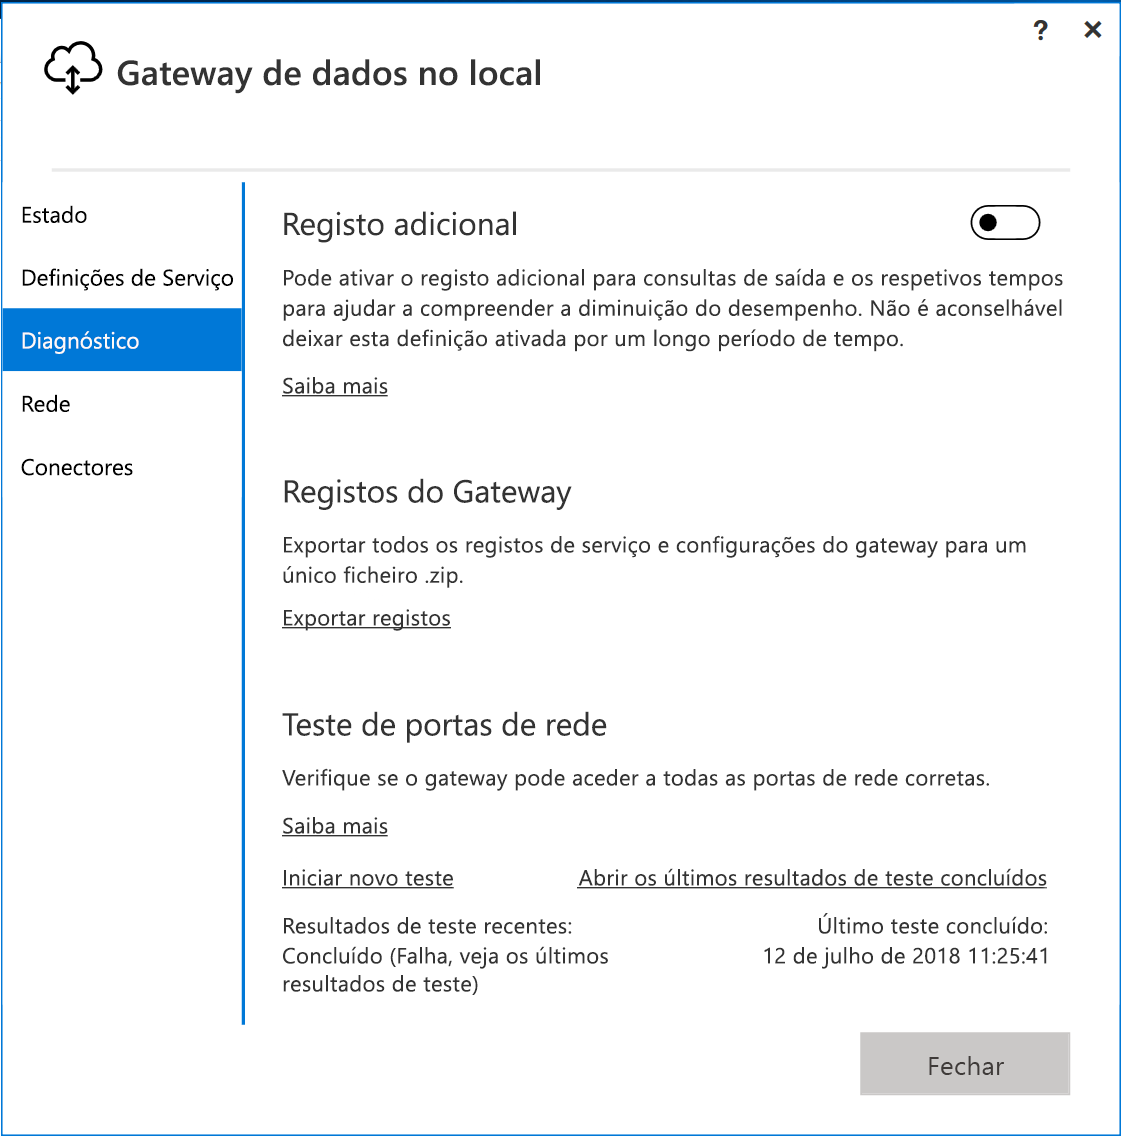 ?
Gateway de dados no local
Estado
Definições de Serviço
Diagnóstico
Rede
Conectores
Registo adicional
Pode ativar o registo adicional para consultas de saída e os respetivos tempos
para ajudar a compreender a diminuição do desempenho. Não é aconselhável
deixar esta definição ativada por um longo período de tempo.
Saiba mais
Registos do Gateway
Exportar todos os registos de serviço e configurações do gateway para um
único ficheiro .zip.
Exportar registos
Teste de portas de rede
Verifique se o gateway pode aceder a todas as portas de rede corretas.
Saiba mais
Iniciar novo teste
Abrir os últimos resultados de teste concluídos
Resultados de teste recentes:
Concluído (Falha, veja os últimos
resultados de teste)
Último teste concluído:
12 de julho de 2018 11:25:41
Fechar